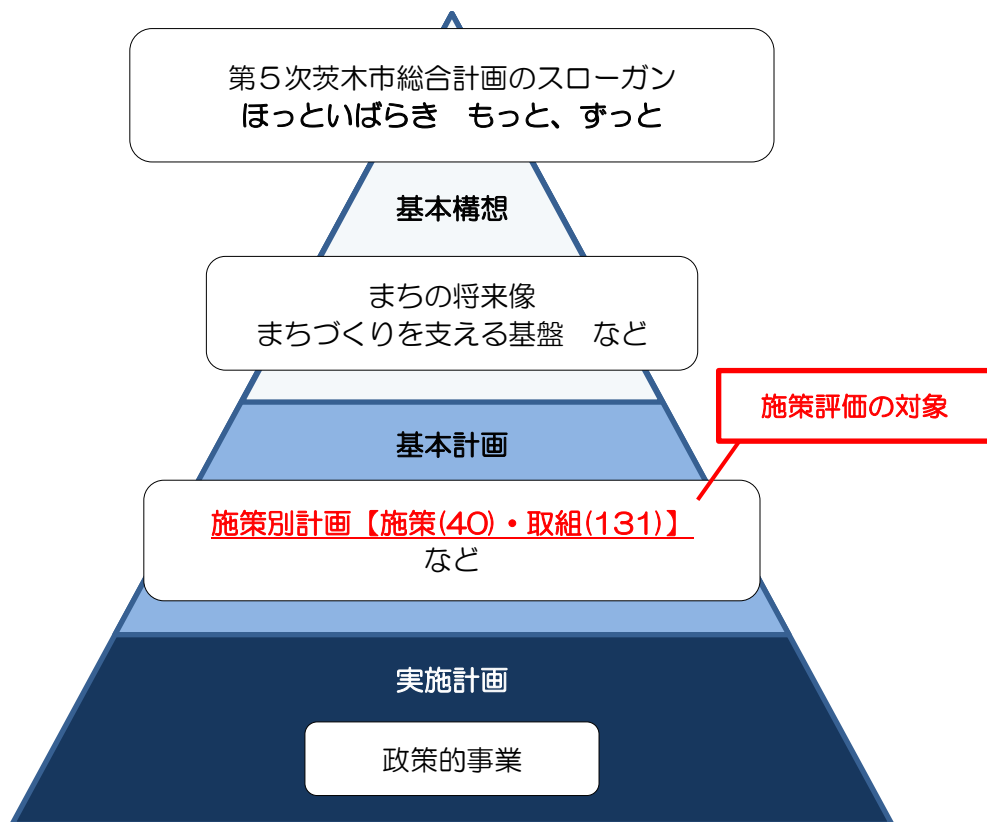 第5次茨木市総合計画のスローガン
ほっといばらき　もっと、ずっと
基本構想
まちの将来像
まちづくりを支える基盤　など
施策評価の対象
基本計画
施策別計画【施策(40)・取組(131)】
など
実施計画
政策的事業